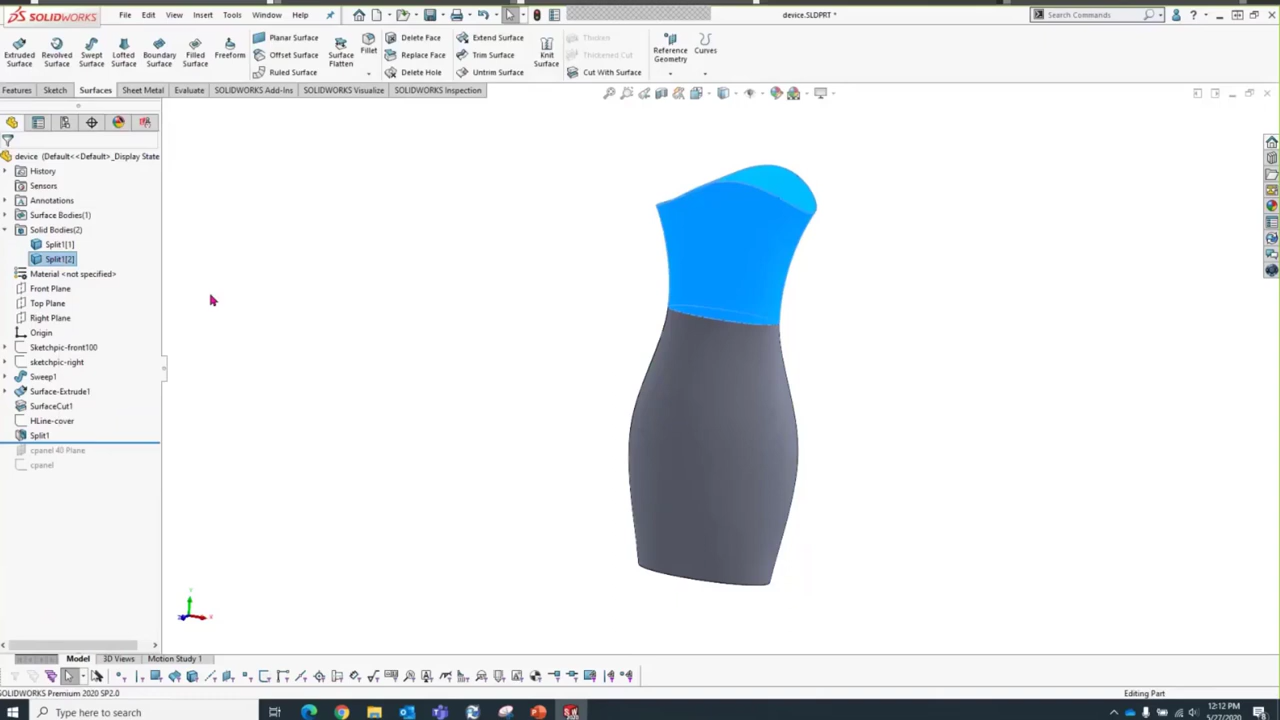 SOLIDWORKS
File Edit View Insert Tools Window Help
device.SLDPRT *
Search Commands
Extruded Surface
Revolved Surface
Swept Surface
Lofted Surface
Boundary Surface
Filled Surface
Freeform
Planar Surface
Offset Surface
Ruled Surface
Surface Flatten
Fillet
Delete Face
Replace Face
Delete Hole
Extend Surface
Trim Surface
Untrim Surface
Knit Surface
Thicken
Thickened Cut
Cut With Surface
Reference Geometry
Curves
Features Sketch Surfaces Sheet Metal Evaluate SOLIDWORKS Add-Ins SOLIDWORKS Visualize SOLIDWORKS Inspection
device (Default<<Default>_Display State
History
Sensors
Annotations
Surface Bodies(1)
Solid Bodies(2)
Split1[1]
Split1[2]
Material <not specified>
Front Plane
Top Plane
Right Plane
Origin
Sketchpic-front100
sketchpic-right
Sweep1
Surface-Extrude1
SurfaceCut1
HLine-cover
Split1
cpanel 40 Plane
cpanel
Model 3D Views Motion Study 1
SOLIDWORKS Premium 2020 SP2.0
Editing Part
Type here to search
12:12 PM
5/27/2020